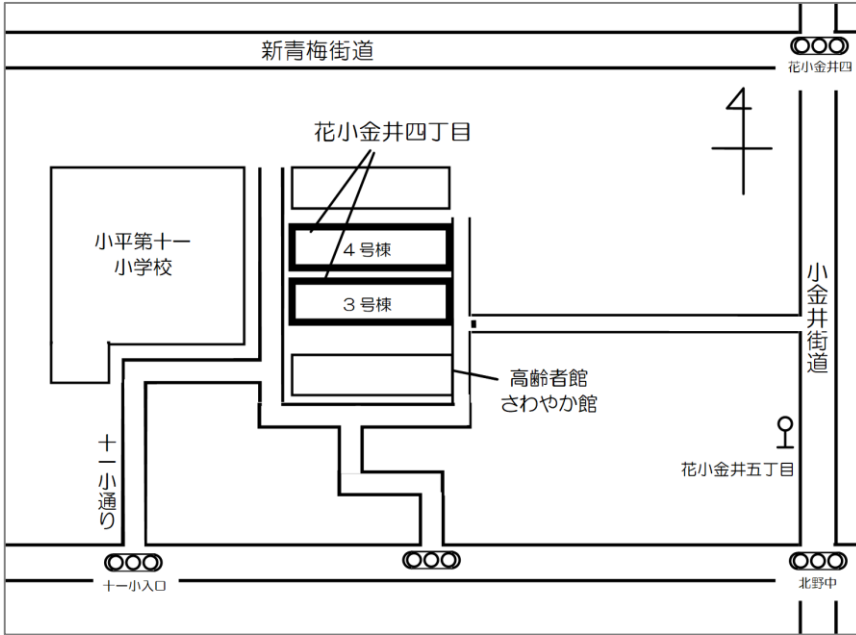 新青梅街道
花小金井四
花小金井四丁目
小平第十一
小学校
4号棟
3号棟
小金井街道
高齢者館
さわやか館
花小金井五丁目
十一小通り
十一小入口
北野中